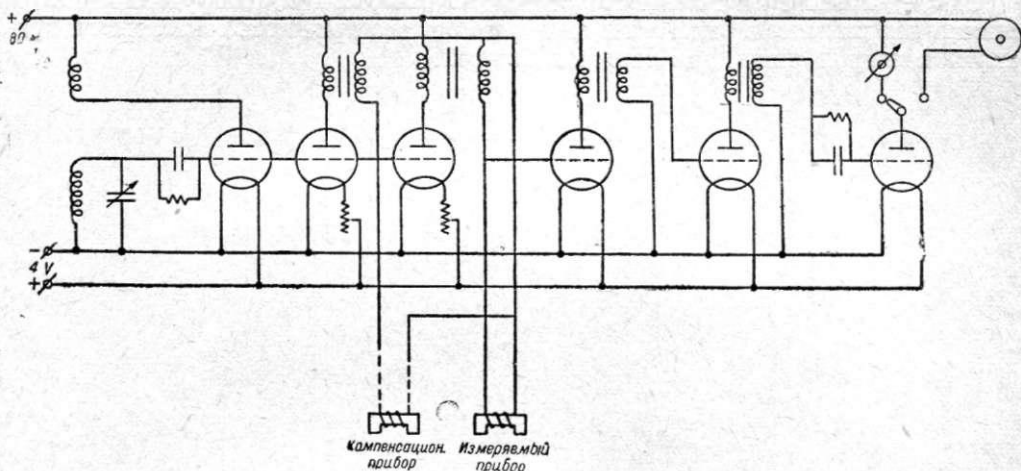 +
80 =
−
4 V
+
Компенсацион. Измеряемый
прибор прибор